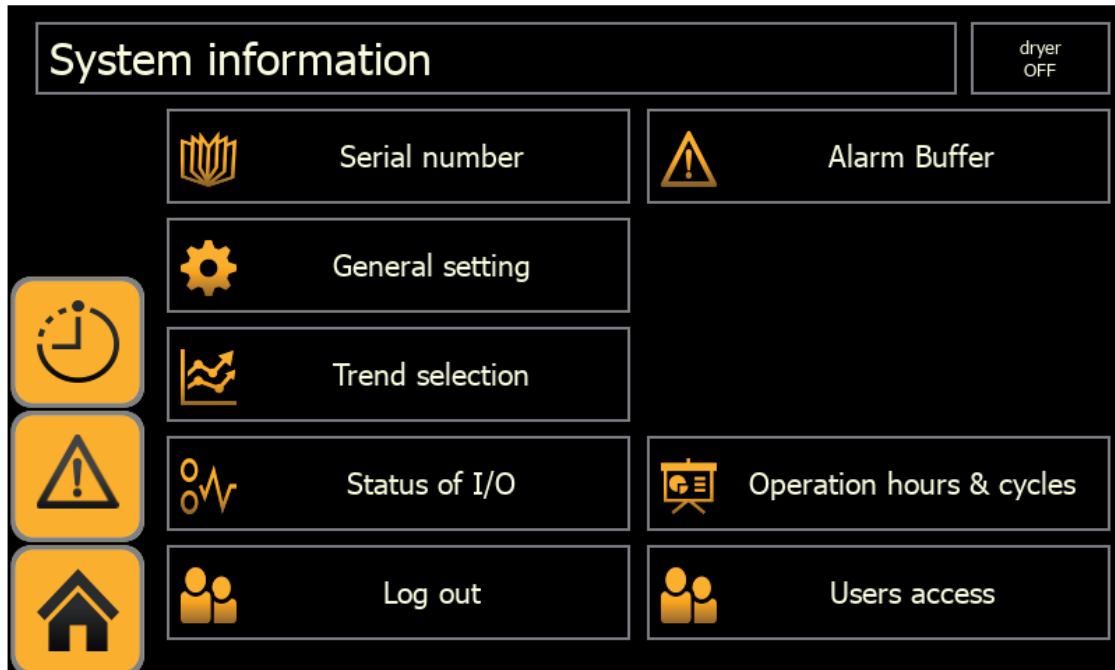 System information
dryer
OFF
Serial number
Alarm Buffer
General setting
Trend selection
Status of I/O
Operation hours & cycles
Log out
Users access